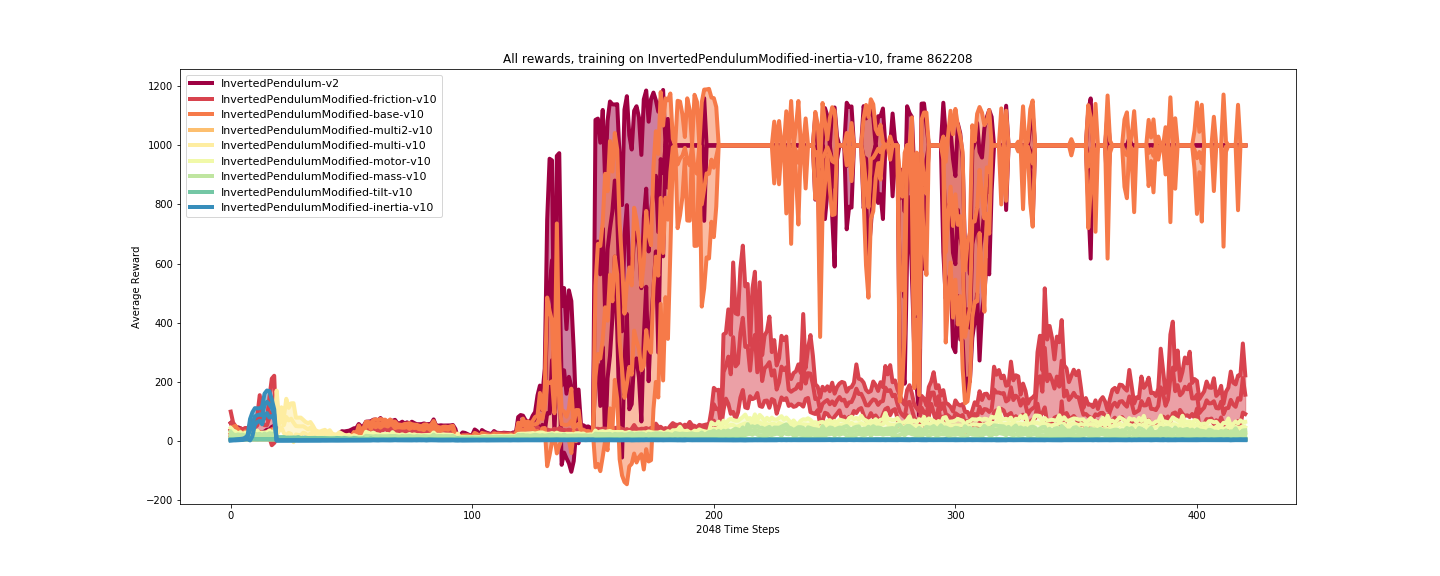 All rewards, training on InvertedPendulumModified-inertia-v10, frame 862208
InvertedPendulum-v2
InvertedPendulumModified-friction-v10
InvertedPendulumModified-base-v10
InvertedPendulumModified-multi2-v10
InvertedPendulumModified-multi-v10
InvertedPendulumModified-motor-v10
InvertedPendulumModified-mass-v10
InvertedPendulumModified-tilt-v10
InvertedPendulumModified-inertia-v10
1200
1000
800
600
400
200
0
−200
Average Reward
0 100 200 300 400
2048 Time Steps